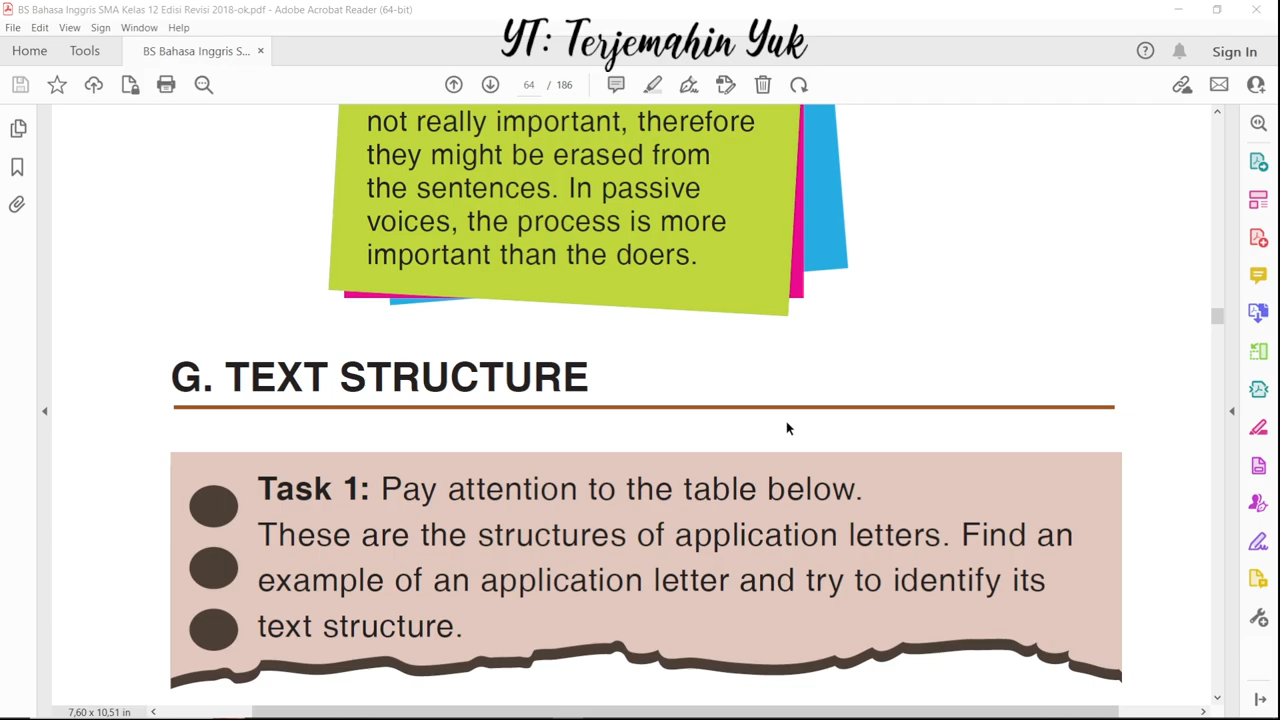 BS Bahasa Inggris SMA Kelas 12 Edisi Revisi 2018-ok.pdf - Adobe Acrobat Reader (64-bit)
File Edit View Sign Window Help
YT: Terjemahin Yuk
Home Tools BS Bahasa Inggris S... × Sign In
64 / 186
not really important, therefore
they might be erased from
the sentences. In passive
voices, the process is more
important than the doers.
G. TEXT STRUCTURE
Task 1: Pay attention to the table below.
These are the structures of application letters. Find an
example of an application letter and try to identify its
text structure.
7,60 x 10,51 in